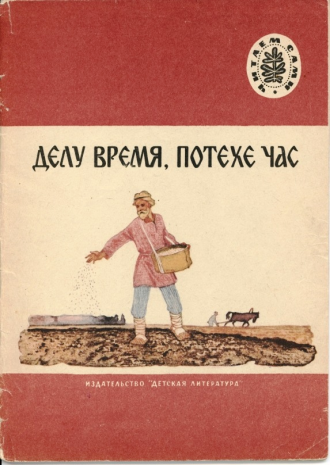 ЧИТАЕМ САМИ
ДЕЛУ ВРЕМЯ, ПОТЕХЕ ЧАС
ИЗДАТЕЛЬСТВО "ДЕТСКАЯ ЛИТЕРАТУРА"